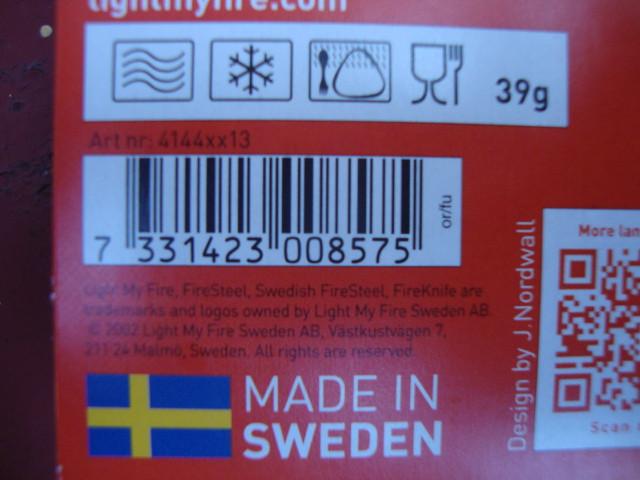 lightmyfire.com
39g
Art nr: 4144xx13
or/fu
7 331423 008575
Light My Fire, FireSteel, Swedish FireSteel, FireKnife are
trademarks and logos owned by Light My Fire Sweden AB.
© 2002 Light My Fire Sweden AB, Västkustvägen 7,
211 24 Malmö, Sweden. All rights are reserved.
MADE IN
SWEDEN
Design by J.Nordwall
More lan
Scan